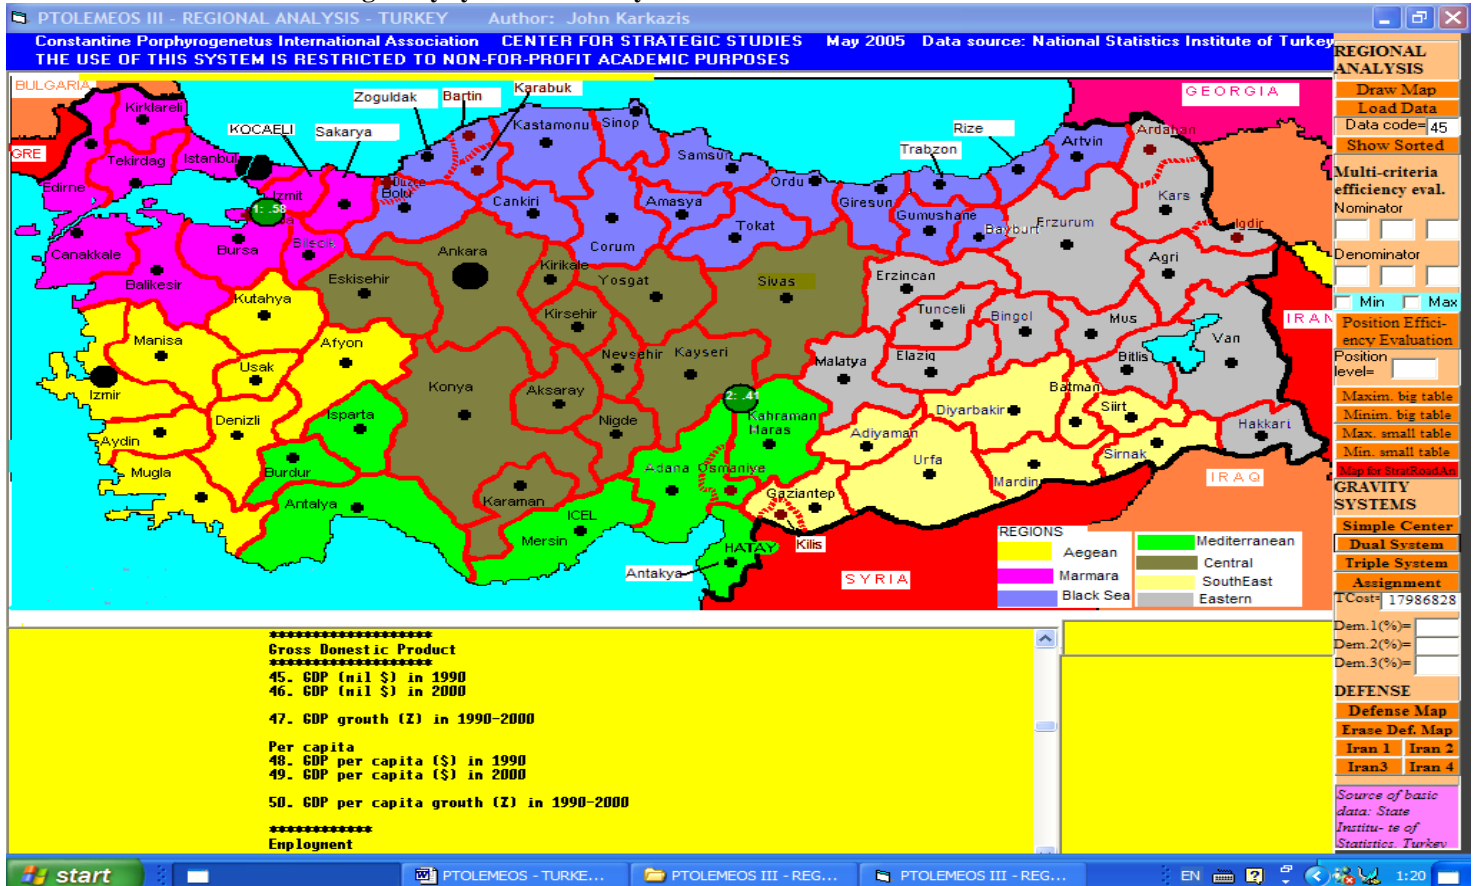 PTOLEMEOS III - REGIONAL ANALYSIS - TURKEY Author: John Karkazis
Constantine Porphyrogenetus International Association CENTER FOR STRATEGIC STUDIES May 2005 Data source: National Statistics Institute of Turkey
THE USE OF THIS SYSTEM IS RESTRICTED TO NON-FOR-PROFIT ACADEMIC PURPOSES
BULGARIA
GEORGIA
Zoguldak
Bartin
Karabuk
Kirklareli
KOCAELI
Sakarya
Kastamonu
Sinop
Rize
Artvin
Ardahan
GRE
Tekirdag
Istanbul
Samsun
Trabzon
Edirne
Izmit
Duzce
Bolu
Cankiri
Amasya
Ordu
Giresun
Gumushane
Kars
1: .58
Tokat
Bayburt
Erzurum
Igdir
Canakkale
Bursa
Bilecik
Ankara
Corum
Agri
Balikesir
Eskisehir
Kirikale
Yosgat
Sivas
Erzincan
Kutahya
Kirsehir
Tunceli
Bingol
Mus
IRAN
Manisa
Afyon
Nevsehir
Kayseri
Malatya
Elaziq
Bitlis
Van
Usak
Izmir
Konya
Aksaray
2: .41
Batman
Isparta
Denizli
Nigde
Kahraman
Maras
Diyarbakir
Siirt
Hakkari
Aydin
Adiyaman
Mugla
Burdur
Adana
Osmaniye
Urfa
Sirnak
Mardin
IRAQ
Antalya
Karaman
Gaziantep
ICEL
Mersin
HATAY
Kilis
Antakya
SYRIA
REGIONS
Aegean
Mediterranean
Marmara
Central
Black Sea
SouthEast
Eastern
REGIONAL
ANALYSIS
Draw Map
Load Data
Data code= 45
Show Sorted
Multi-criteria
efficiency eval.
Nominator
Denominator
Min Max
Position Effici-
ency Evaluation
Position
level=
Maxim. big table
Minim. big table
Max. small table
Min. small table
Map for StratRoadAn
GRAVITY
SYSTEMS
Simple Center
Dual System
Triple System
Assignment
TCost= 17986828
Dem.1(%)=
Dem.2(%)=
Dem.3(%)=
DEFENSE
Defense Map
Erase Def. Map
Iran 1 Iran 2
Iran3 Iran 4
Source of basic
data: State
Institu- te of
Statistics. Turkey
*******************
Gross Domestic Product
*******************
45. GDP (mil $) in 1990
46. GDP (mil $) in 2000
47. GDP growth (%) in 1990-2000
Per capita
48. GDP per capita ($) in 1990
49. GDP per capita ($) in 2000
50. GDP per capita growth (%) in 1990-2000
************
Employment
start
PTOLEMEOS - TURKE...
PTOLEMEOS III - REG...
PTOLEMEOS III - REG...
EN
1:20